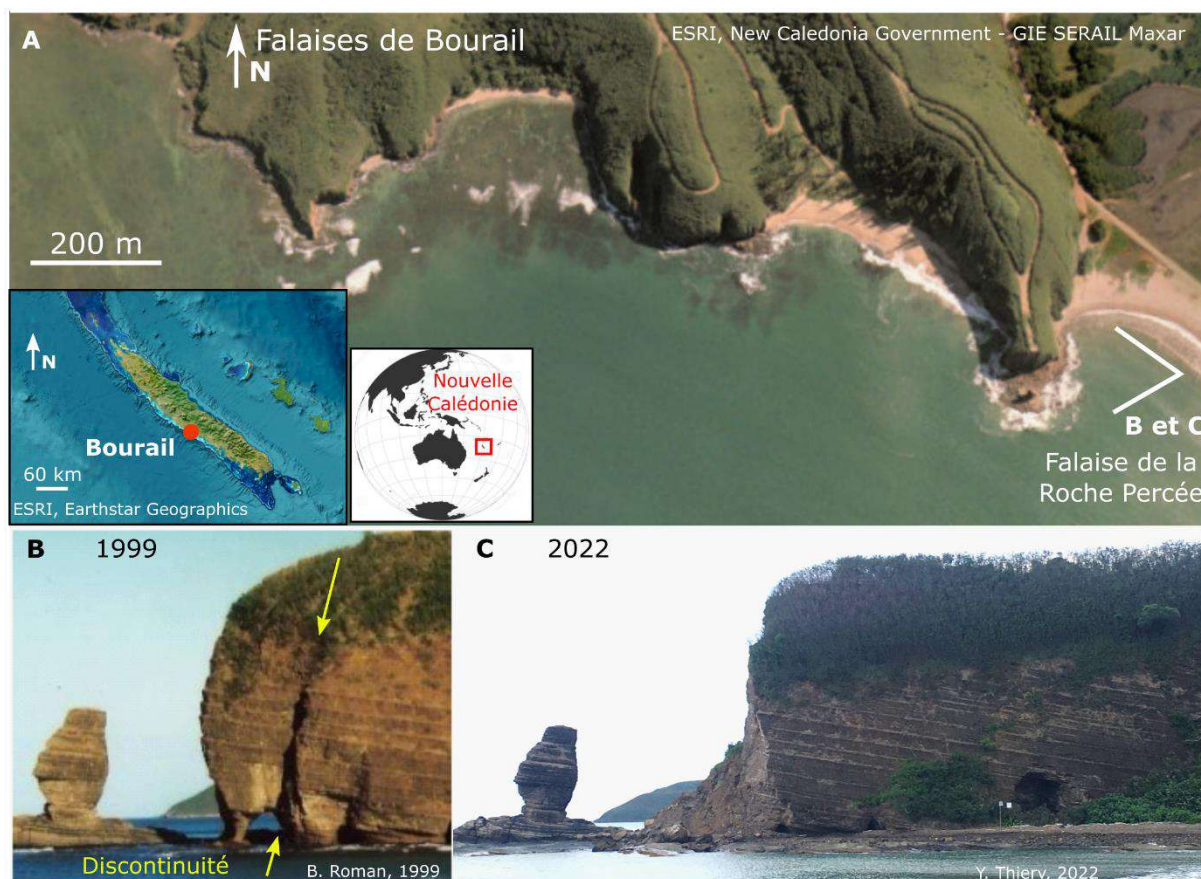 A
Falaises de Bourail
N
ESRI, New Caledonia Government - GIE SERAIL Maxar
200 m
N
Bourail
60 km
ESRI, Earthstar Geographics
Nouvelle
Calédonie
B et C
Falaise de la
Roche Percée
B 1999
Discontinuité
B. Roman, 1999
C 2022
Y. Thiery, 2022